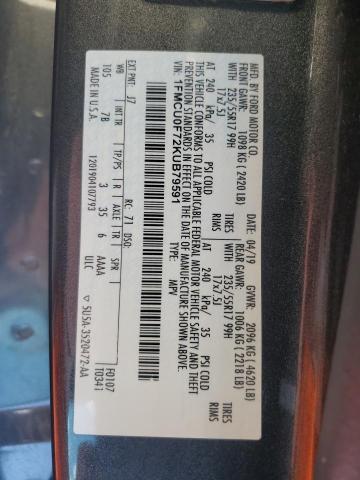 MFD. BY FORD MOTOR CO.
DATE: 04/19 GVWR: 2096 KG ( 4620 LB)
FRONT GAWR: 1098 KG (2420 LB) REAR GAWR: 1006 KG ( 2218 LB)
235/55R17 99H TIRES 235/55R17 99H TIRES
WITH 17x7.5J RIMS WITH 17x7.5J RIMS
AT 240 kPa/ 35 PSI COLD AT 240 kPa/ 35 PSI COLD
THIS VEHICLE CONFORMS TO ALL APPLICABLE FEDERAL MOTOR VEHICLE SAFETY AND THEFT
PREVENTION STANDARDS IN EFFECT ON THE DATE OF MANUFACTURE SHOWN ABOVE.
VIN: 1FMCU0F72KUB79591
TYPE: MPV
EXT PNT: J7 RC: 71 DSO:
WB INT TR TP/PS R AXLE TR SPR
105 7B 3 35 6 AAAA
MADE IN U.S.A. ULC
F0107
T0341
1201904107793
▽ 5U5A-3520472-AA